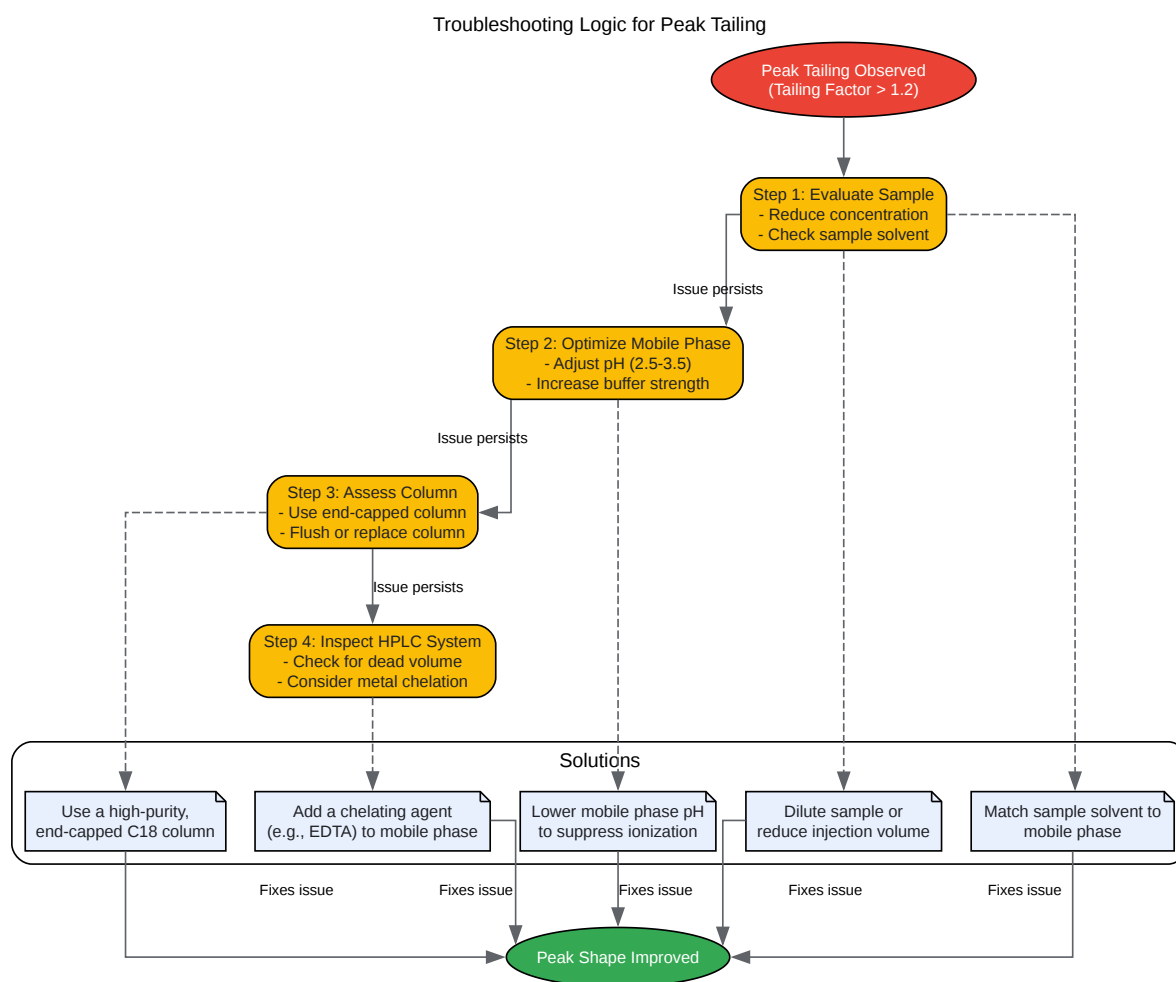 Troubleshooting Logic for Peak Tailing
Peak Tailing Observed
(Tailing Factor > 1.2)
Step 1: Evaluate Sample
- Reduce concentration
- Check sample solvent
Issue persists
Step 2: Optimize Mobile Phase
- Adjust pH (2.5-3.5)
- Increase buffer strength
Issue persists
Step 3: Assess Column
- Use end-capped column
- Flush or replace column
Issue persists
Step 4: Inspect HPLC System
- Check for dead volume
- Consider metal chelation
Solutions
Use a high-purity,
end-capped C18 column
Add a chelating agent
(e.g., EDTA) to mobile phase
Lower mobile phase pH
to suppress ionization
Dilute sample or
reduce injection volume
Match sample solvent to
mobile phase
Fixes issue
Fixes issue
Fixes issue
Fixes issue
Fixes issue
Peak Shape Improved